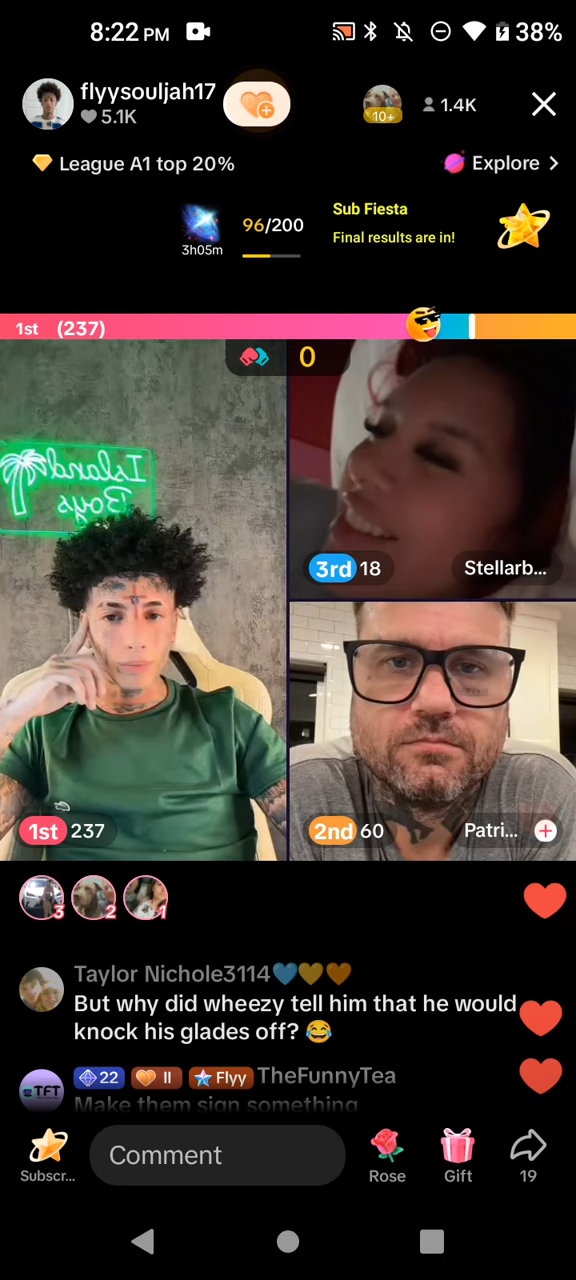 8:22 PM
38%
flyysouljah17
5.1K
10+
1.4K
League A1 top 20%
Explore
96/200
3h05m
Sub Fiesta
Final results are in!
1st (237)
0
Island
Boys
3rd 18
Stellarb...
1st 237
2nd 60
Patri...
3
2
1
Taylor Nichole3114💙💛🧡
But why did wheezy tell him that he would
knock his glades off? 😂
TFT
22 II Flyy TheFunnyTea
Make them sign something
Subscr...
Comment
Rose
Gift
19